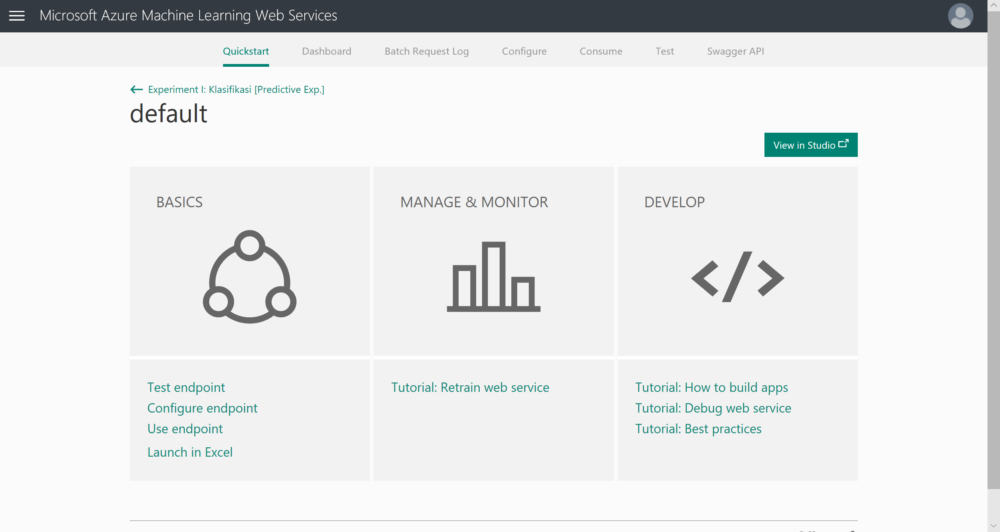 Microsoft Azure Machine Learning Web Services
Quickstart Dashboard Batch Request Log Configure Consume Test Swagger API
Experiment I: Klasifikasi [Predictive Exp.]
default
View in Studio
BASICS
MANAGE & MONITOR
DEVELOP
Test endpoint
Configure endpoint
Use endpoint
Launch in Excel
Tutorial: Retrain web service
Tutorial: How to build apps
Tutorial: Debug web service
Tutorial: Best practices